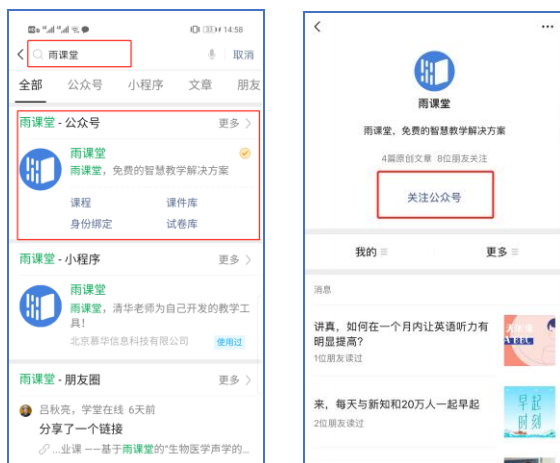 14:58
雨课堂
取消
全部 公众号 小程序 文章 朋友
雨课堂 - 公众号 更多
雨课堂
雨课堂，免费的智慧教学解决方案
课程 课件库
身份绑定 试卷库
雨课堂 - 小程序 更多
雨课堂
雨课堂，清华老师为自己开发的教学工
具！
北京慕华信息科技有限公司 使用过
雨课堂 - 朋友圈 更多
吕秋亮，学堂在线 6天前
分享了一个链接
...业课 ——基于雨课堂的“生物医学声学的...
雨课堂
雨课堂，免费的智慧教学解决方案
4篇原创文章 8位朋友关注
关注公众号
我的 更多
消息
讲真，如何在一个月内让英语听力有
明显提高？
1位朋友读过
来，每天与新知和20万人一起早起
2位朋友读过
早起
时刻